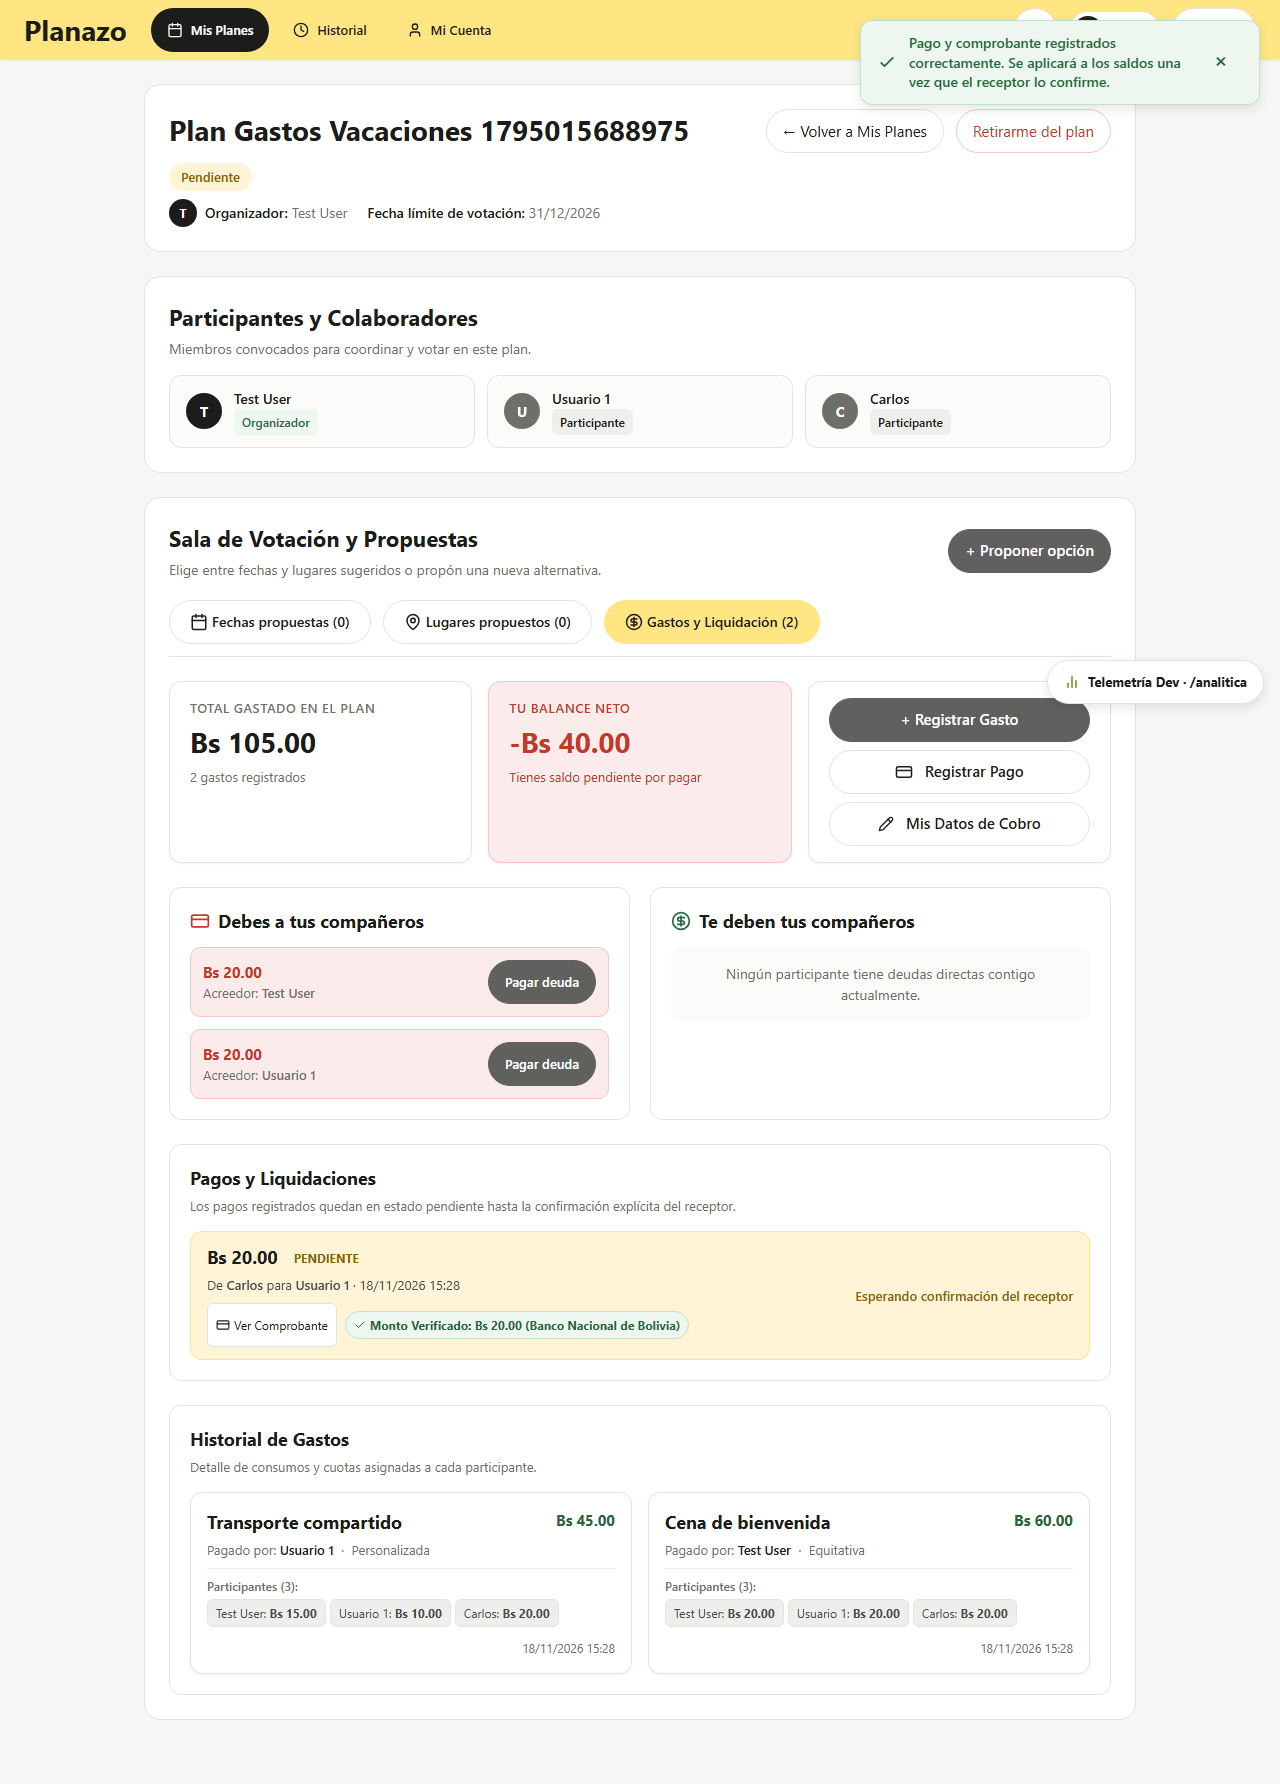 Planazo
Mis Planes
Historial
Mi Cuenta
Pago y comprobante registrados
correctamente. Se aplicará a los saldos una
vez que el receptor lo confirme.
Plan Gastos Vacaciones 1795015688975
← Volver a Mis Planes
Retirarme del plan
Pendiente
T Organizador: Test User Fecha límite de votación: 31/12/2026
Participantes y Colaboradores
Miembros convocados para coordinar y votar en este plan.
T
Test User
Organizador
U
Usuario 1
Participante
C
Carlos
Participante
Sala de Votación y Propuestas
Elige entre fechas y lugares sugeridos o propón una nueva alternativa.
+ Proponer opción
Fechas propuestas (0)
Lugares propuestos (0)
Gastos y Liquidación (2)
Telemetría Dev · /analitica
TOTAL GASTADO EN EL PLAN
Bs 105.00
2 gastos registrados
TU BALANCE NETO
-Bs 40.00
Tienes saldo pendiente por pagar
+ Registrar Gasto
Registrar Pago
Mis Datos de Cobro
Debes a tus compañeros
Bs 20.00
Acreedor: Test User
Pagar deuda
Bs 20.00
Acreedor: Usuario 1
Pagar deuda
Te deben tus compañeros
Ningún participante tiene deudas directas contigo
actualmente.
Pagos y Liquidaciones
Los pagos registrados quedan en estado pendiente hasta la confirmación explícita del receptor.
Bs 20.00 PENDIENTE
De Carlos para Usuario 1 · 18/11/2026 15:28
Ver Comprobante
Monto Verificado: Bs 20.00 (Banco Nacional de Bolivia)
Esperando confirmación del receptor
Historial de Gastos
Detalle de consumos y cuotas asignadas a cada participante.
Transporte compartido
Bs 45.00
Pagado por: Usuario 1 · Personalizada
Participantes (3):
Test User: Bs 15.00
Usuario 1: Bs 10.00
Carlos: Bs 20.00
18/11/2026 15:28
Cena de bienvenida
Bs 60.00
Pagado por: Test User · Equitativa
Participantes (3):
Test User: Bs 20.00
Usuario 1: Bs 20.00
Carlos: Bs 20.00
18/11/2026 15:28